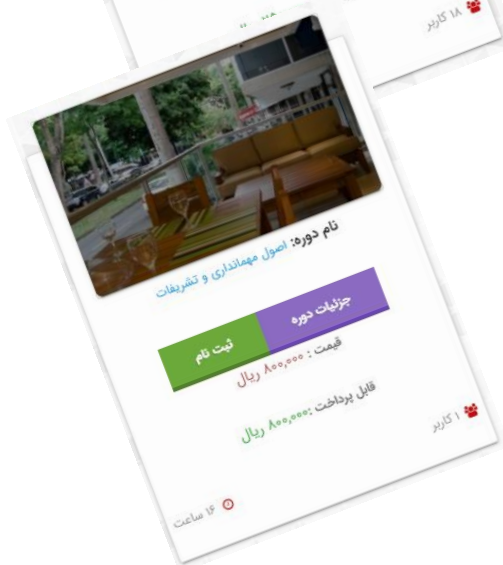 ۱۸ کاربر
نام دوره: اصول مهمانداری و تشریفات
جزئیات دوره
ثبت نام
قیمت : ۸۰۰,۰۰۰ ریال
قابل پرداخت :۸۰۰,۰۰۰ ریال
۱ کاربر
۱۶ ساعت